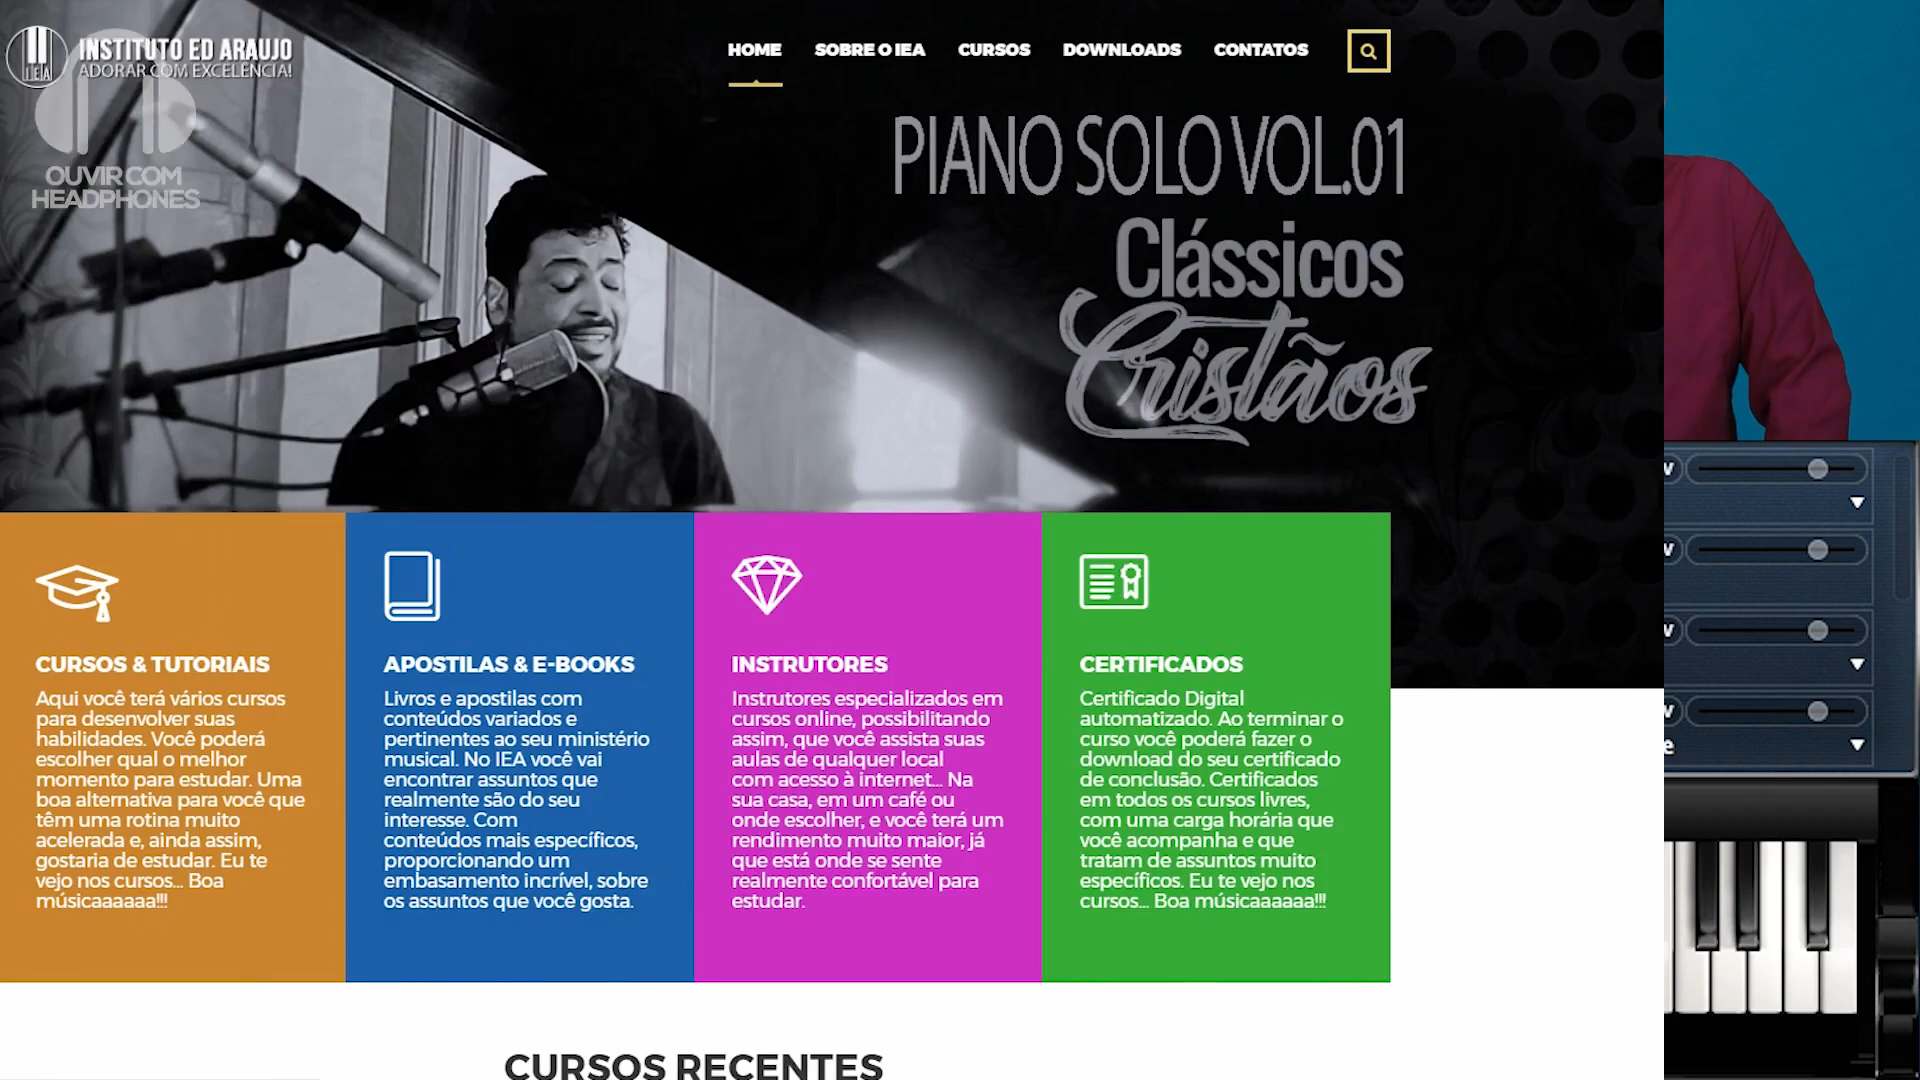 INSTITUTO ED ARAUJO
ADORAR COM EXCELÊNCIA!
IEA
HOME
SOBRE O IEA
CURSOS
DOWNLOADS
CONTATOS
OUVIR COM
HEADPHONES
PIANO SOLO VOL.01
Clássicos
Cristãos
CURSOS & TUTORIAIS
Aqui você terá vários cursos
para desenvolver suas
habilidades. Você poderá
escolher qual o melhor
momento para estudar. Uma
boa alternativa para você que
têm uma rotina muito
acelerada e, ainda assim,
gostaria de estudar. Eu te
vejo nos cursos... Boa
músicaaaaaa!!!
APOSTILAS & E-BOOKS
Livros e apostilas com
conteúdos variados e
pertinentes ao seu ministério
musical. No IEA você vai
encontrar assuntos que
realmente são do seu
interesse. Com
conteúdos mais específicos,
proporcionando um
embasamento incrível, sobre
os assuntos que você gosta.
INSTRUTORES
Instrutores especializados em
cursos online, possibilitando
assim, que você assista suas
aulas de qualquer local
com acesso à internet... Na
sua casa, em um café ou
onde escolher, e você terá um
rendimento muito maior, já
que está onde se sente
realmente confortável para
estudar.
CERTIFICADOS
Certificado Digital
automatizado. Ao terminar o
curso você poderá fazer o
download do seu certificado
de conclusão. Certificados
em todos os cursos livres,
com uma carga horária que
você acompanha e que
tratam de assuntos muito
específicos. Eu te vejo nos
cursos... Boa músicaaaaaa!!!
CURSOS RECENTES